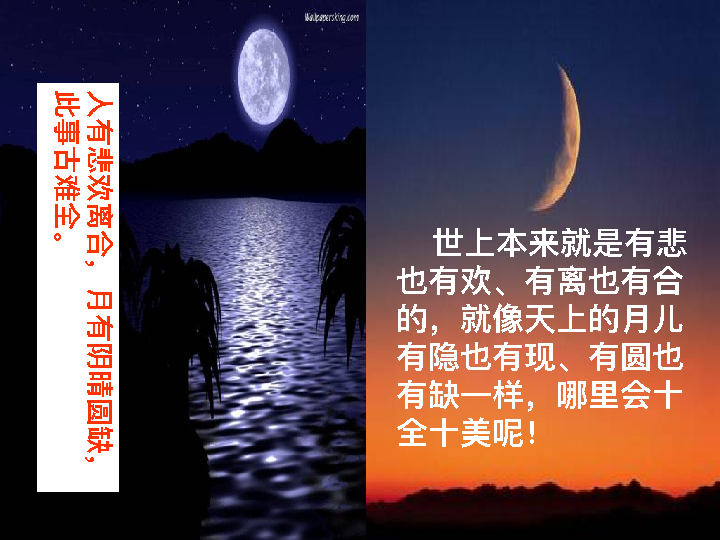 Wallpapersking.com
人有悲欢离合，月有阴晴圆缺，
此事古难全。
世上本来就是有悲
也有欢、有离也有合
的，就像天上的月儿
有隐也有现、有圆也
有缺一样，哪里会十
全十美呢！